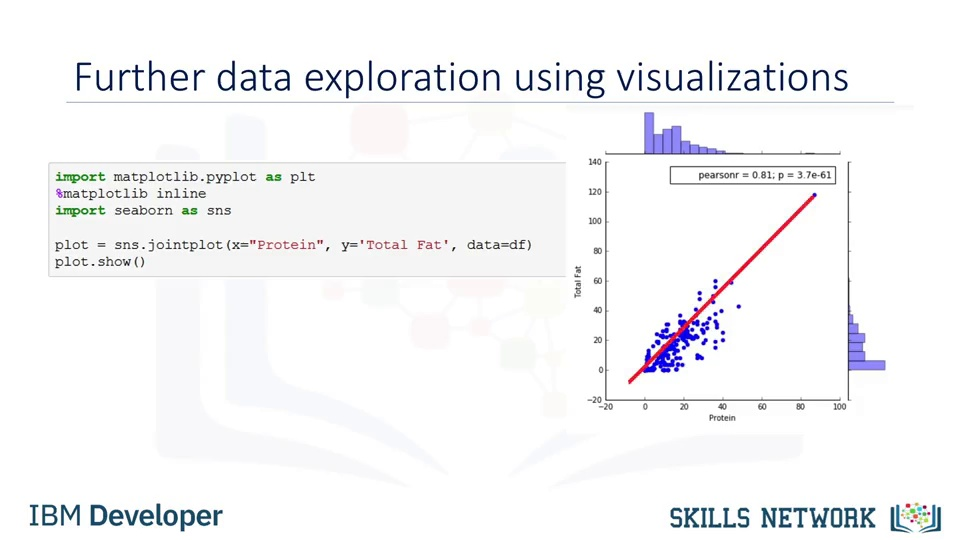 Further data exploration using visualizations
import matplotlib.pyplot as plt
%matplotlib inline
import seaborn as sns
plot = sns.jointplot(x="Protein", y='Total Fat', data=df)
plot.show()
pearsonr = 0.81; p = 3.7e-61
140
120
100
80
60
40
20
0
−20
Total Fat
−20 0 20 40 60 80 100
Protein
IBM Developer
SKILLS NETWORK